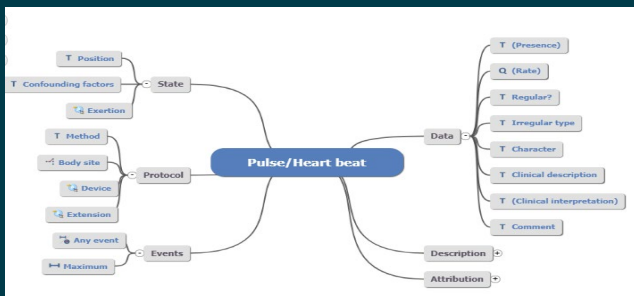 T Position
T Confounding factors
Exertion
State
T Method
Body site
Device
Extension
Protocol
Any event
Maximum
Events
Pulse/Heart beat
Data
T (Presence)
Q (Rate)
T Regular?
T Irregular type
T Character
T Clinical description
T (Clinical interpretation)
T Comment
Description
Attribution